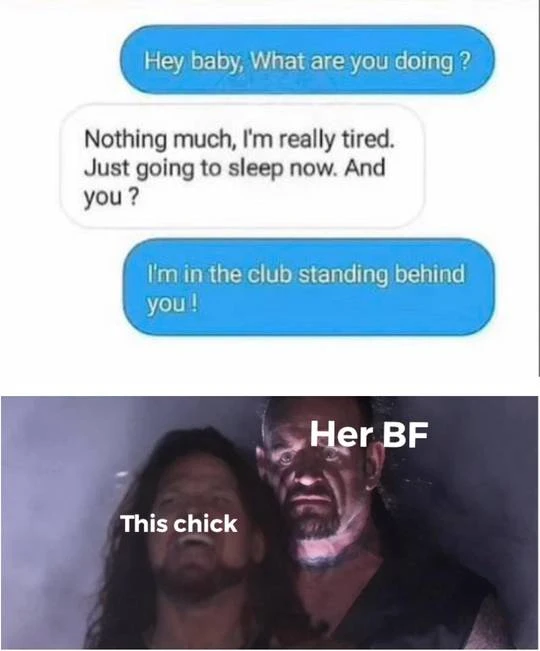 Hey baby, What are you doing ?
Nothing much, I'm really tired.
Just going to sleep now. And
you ?
I'm in the club standing behind
you !
Her BF
This chick